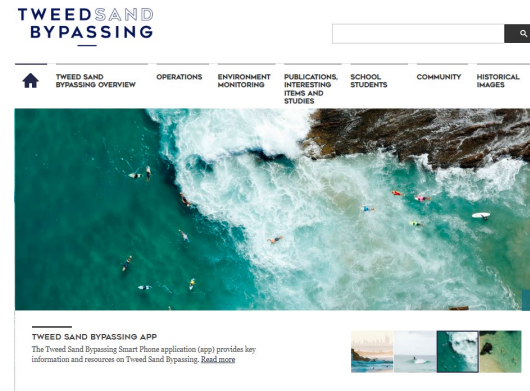 TWEEDSAND
BYPASSING
TWEED SAND
BYPASSING OVERVIEW
OPERATIONS
ENVIRONMENT
MONITORING
PUBLICATIONS,
INTERESTING
ITEMS AND
STUDIES
SCHOOL
STUDENTS
COMMUNITY
HISTORICAL
IMAGES
TWEED SAND BYPASSING APP
The Tweed Sand Bypassing Smart Phone application (app) provides key
information and resources on Tweed Sand Bypassing. Read more